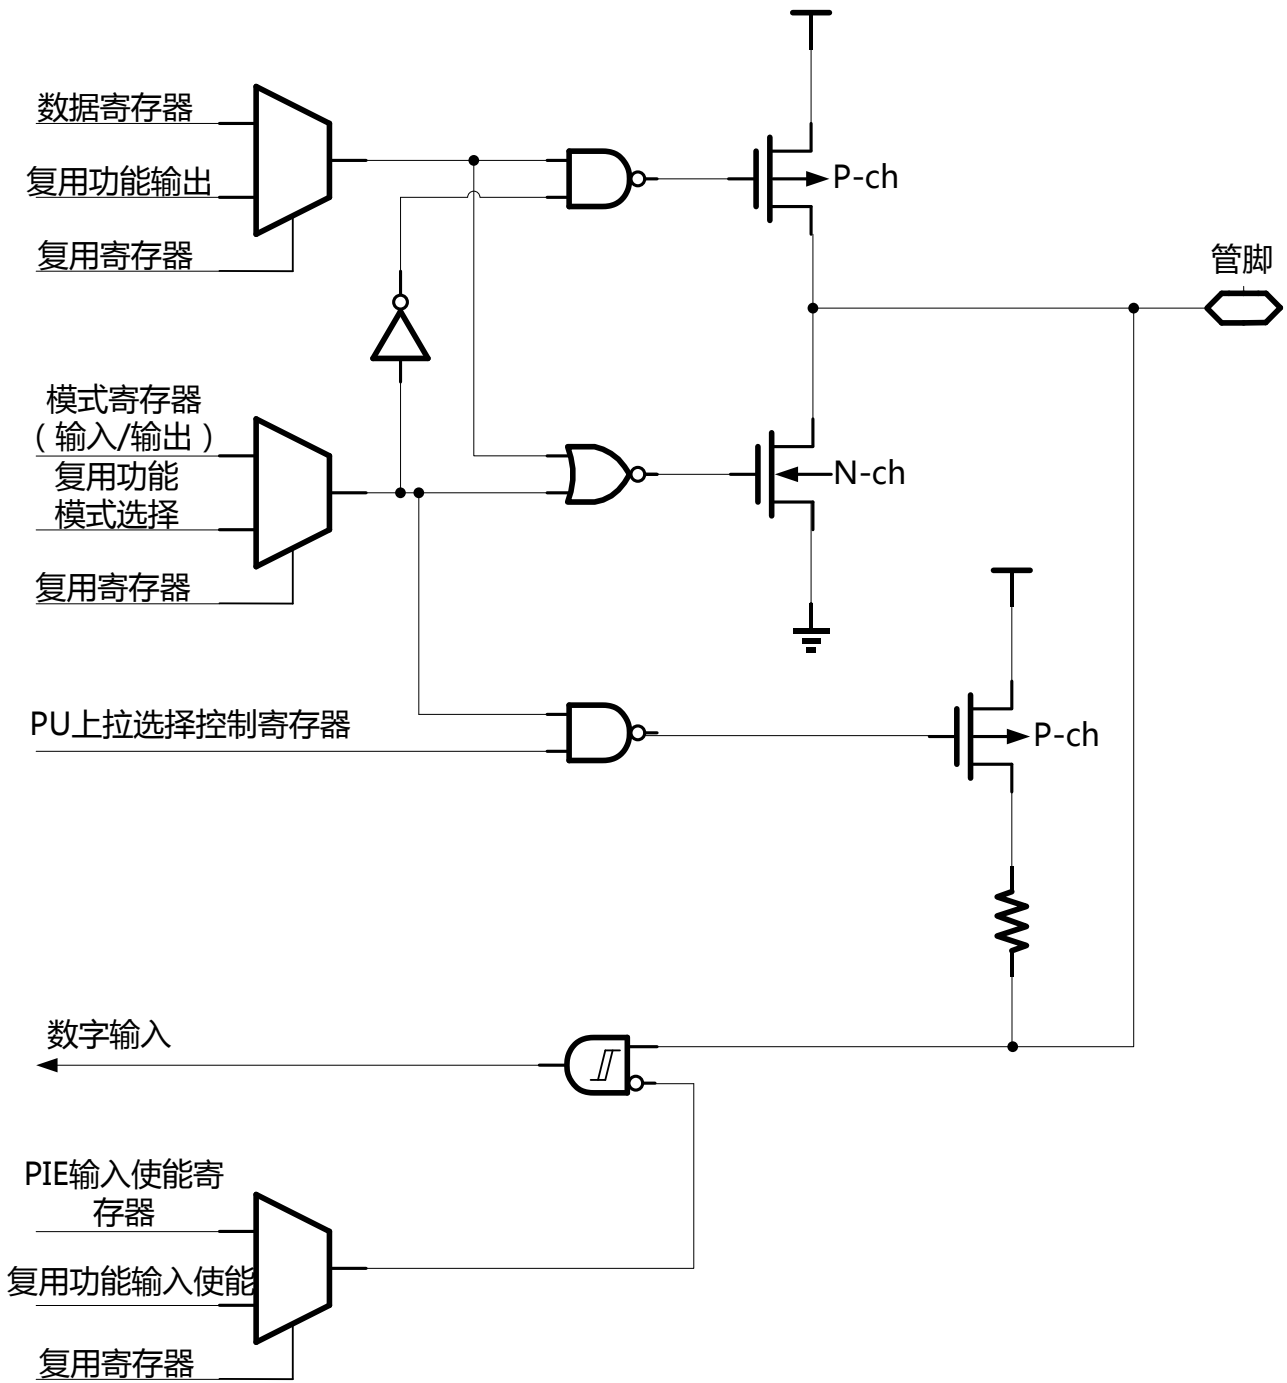 数据寄存器
复用功能输出
P-ch
复用寄存器
管脚
模式寄存器
（输入/输出）
复用功能
N-ch
模式选择
复用寄存器
PU上拉选择控制寄存器
P-ch
数字输入
PIE输入使能寄
存器
复用功能输入使能
复用寄存器